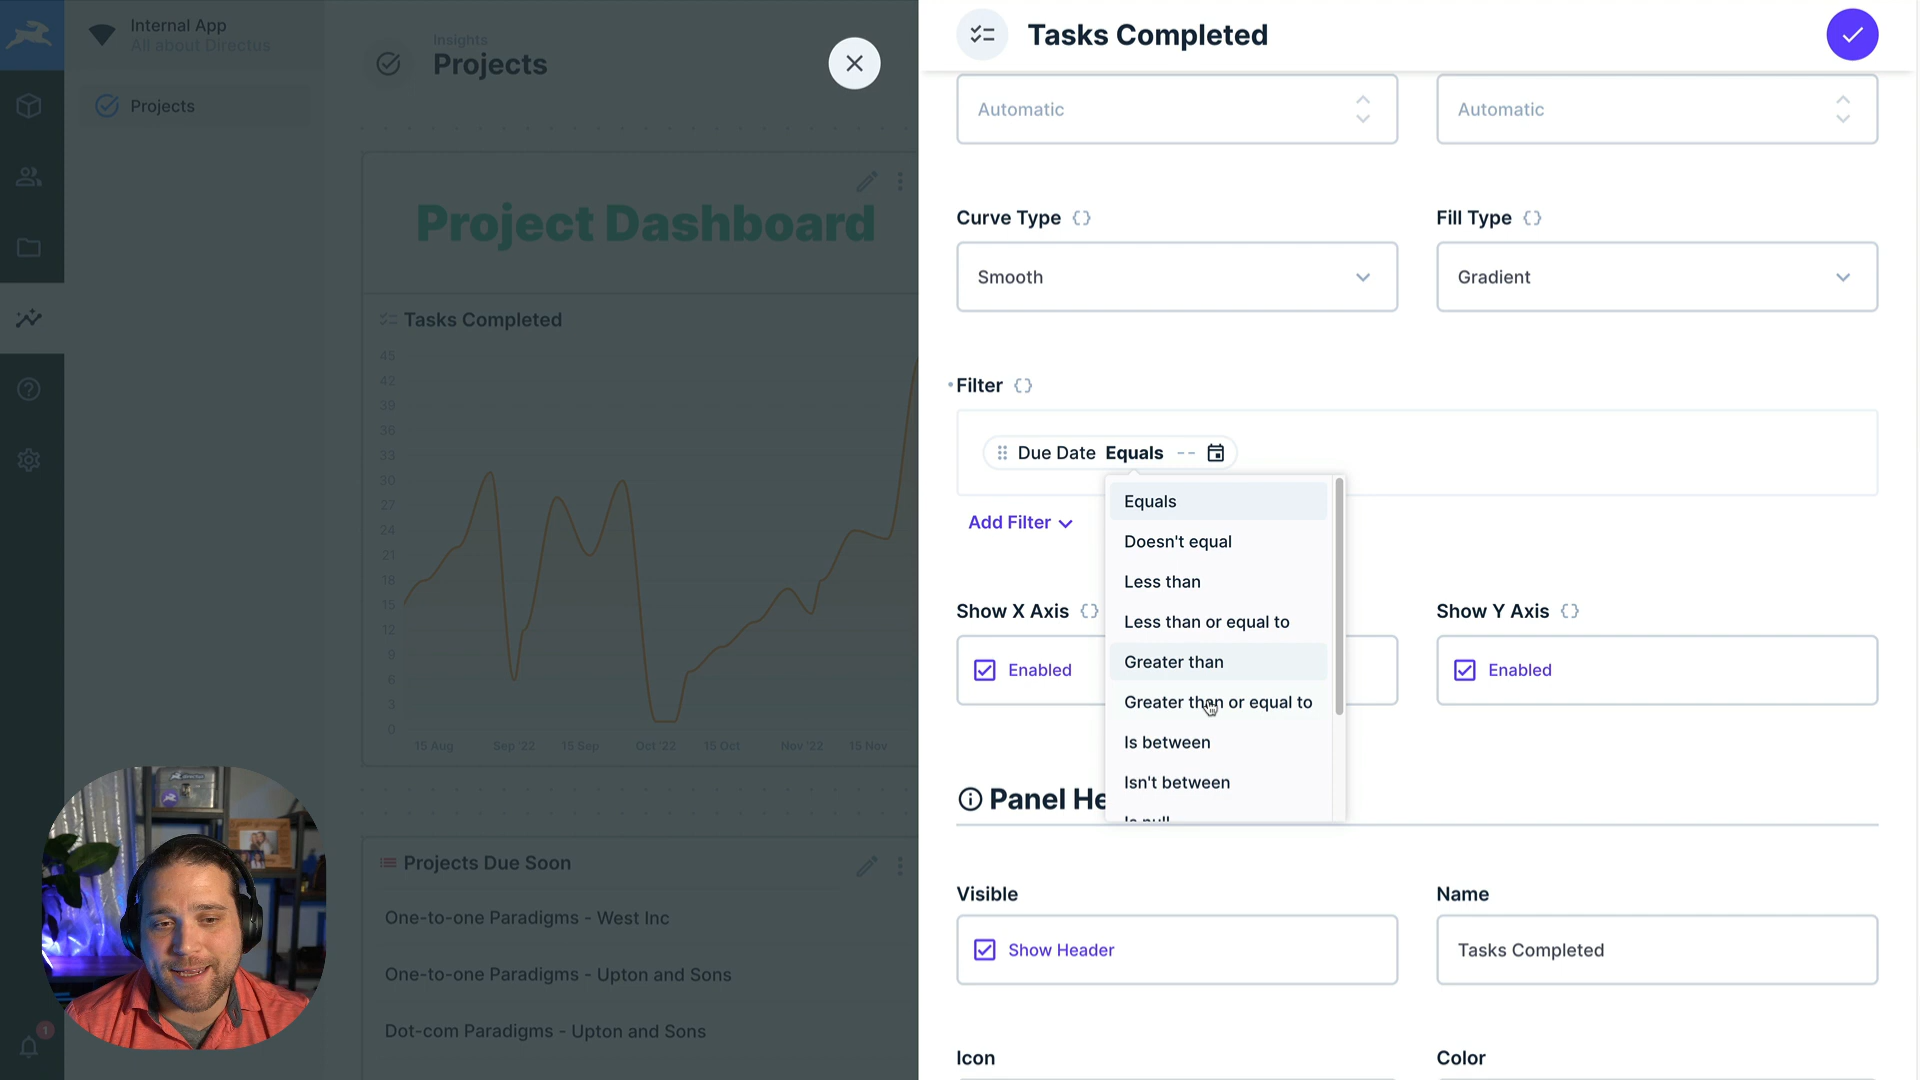 Internal App
All about Directus
Projects
Insights
Projects
Project Dashboard
Tasks Completed
45
42
39
36
33
30
27
24
21
18
15
12
9
6
3
0
15 Aug
Sep '22
15 Sep
Oct '22
15 Oct
Nov '22
15 Nov
Projects Due Soon
One-to-one Paradigms - West Inc
One-to-one Paradigms - Upton and Sons
Dot-com Paradigms - Upton and Sons
1
Tasks Completed
Automatic
Automatic
Curve Type
Fill Type
Smooth
Gradient
Filter
Due Date Equals --
Add Filter
Equals
Doesn't equal
Less than
Less than or equal to
Greater than
Greater than or equal to
Is between
Isn't between
Is null
Show X Axis
Show Y Axis
Enabled
Enabled
Panel He
Visible
Name
Show Header
Tasks Completed
Icon
Color